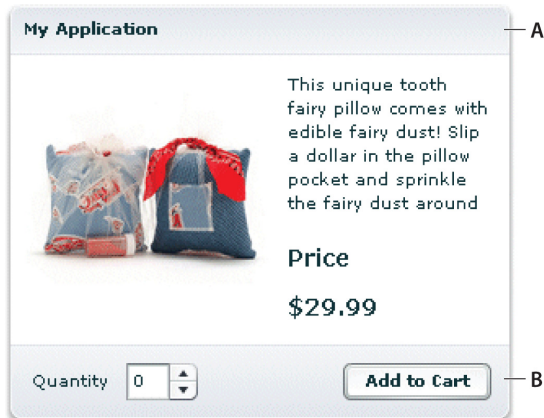 My Application
A
This unique tooth
fairy pillow comes with
edible fairy dust! Slip
a dollar in the pillow
pocket and sprinkle
the fairy dust around
Price
$29.99
Quantity
0
Add to Cart
B